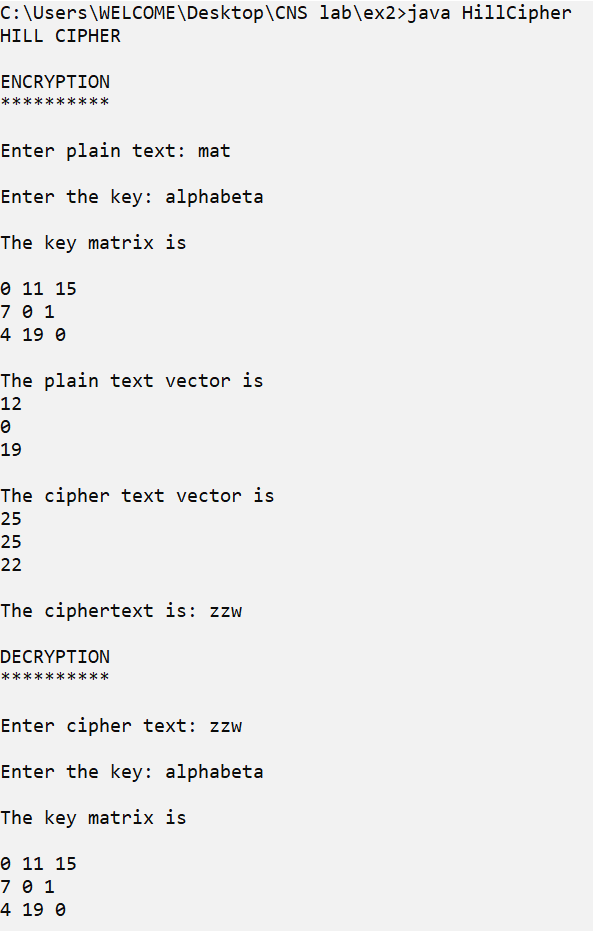 C:\Users\WELCOME\Desktop\CNS lab\ex2>java HillCipher
HILL CIPHER
ENCRYPTION
**********
Enter plain text: mat
Enter the key: alphabeta
The key matrix is
0 11 15
7 0 1
4 19 0
The plain text vector is
12
0
19
The cipher text vector is
25
25
22
The ciphertext is: zzw
DECRYPTION
**********
Enter cipher text: zzw
Enter the key: alphabeta
The key matrix is
0 11 15
7 0 1
4 19 0